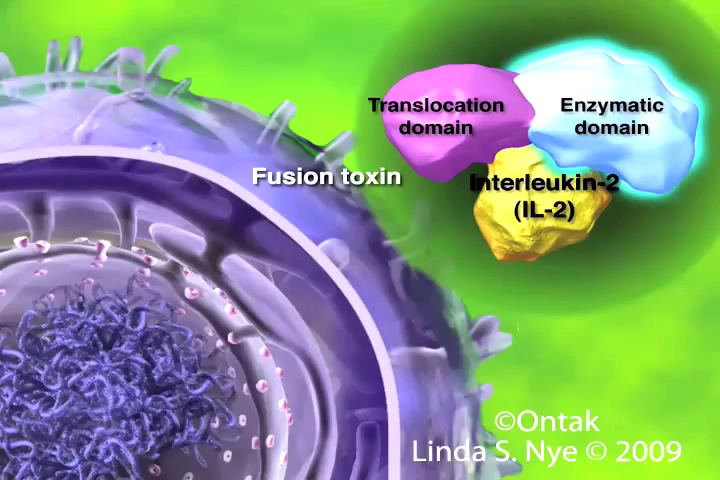 Translocation
domain
Enzymatic
domain
Fusion toxin
Interleukin-2
(IL-2)
©Ontak
Linda S. Nye © 2009